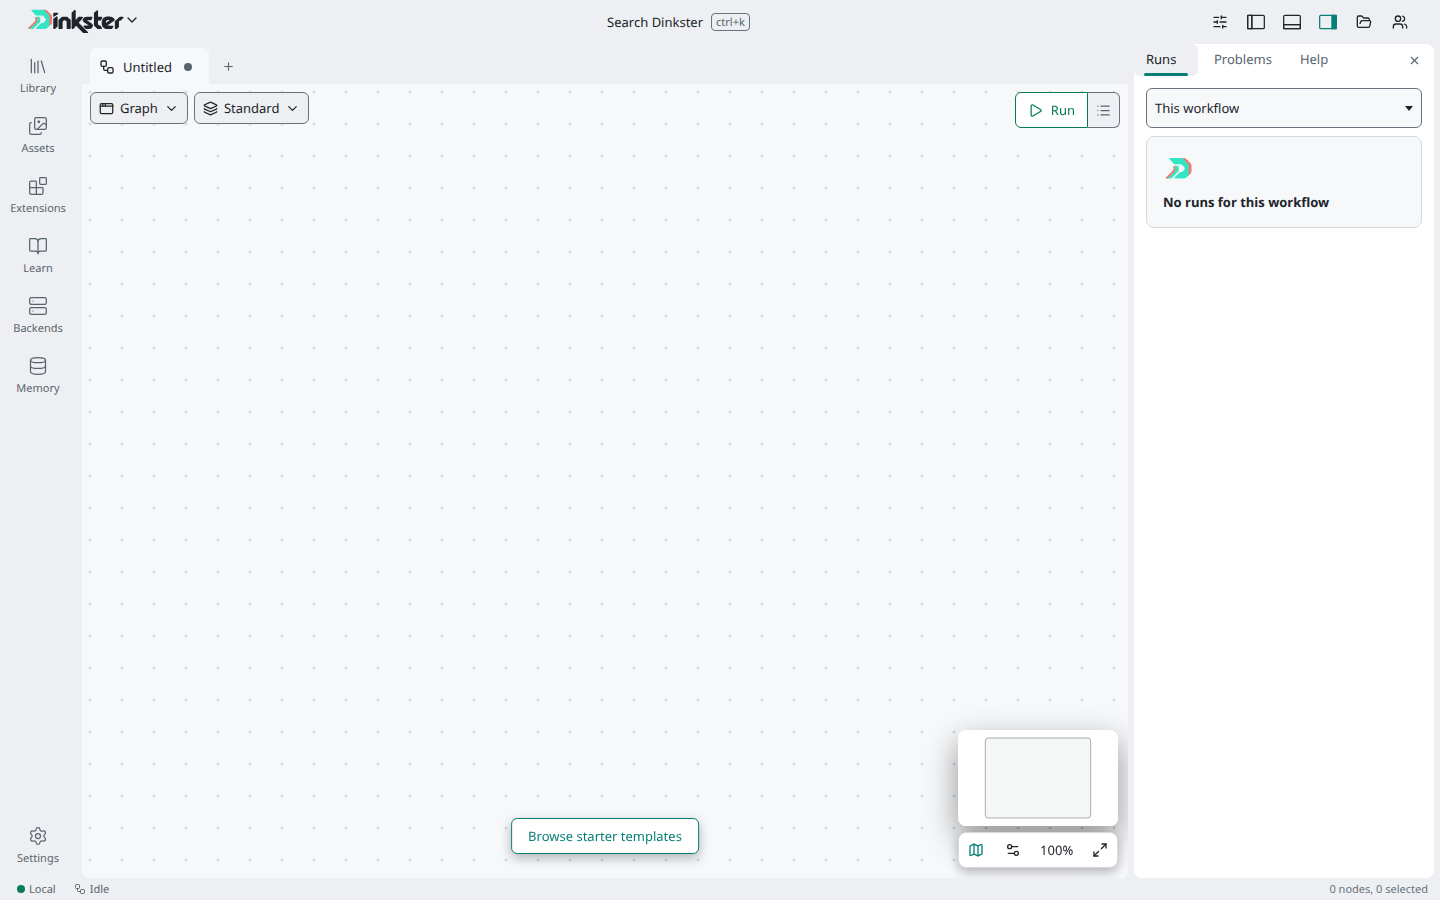 Dinkster
Search Dinkster ctrl+k
Library
Assets
Extensions
Learn
Backends
Memory
Settings
Untitled
Graph
Standard
Run
Browse starter templates
100%
Runs Problems Help
This workflow
No runs for this workflow
Local Idle
0 nodes, 0 selected